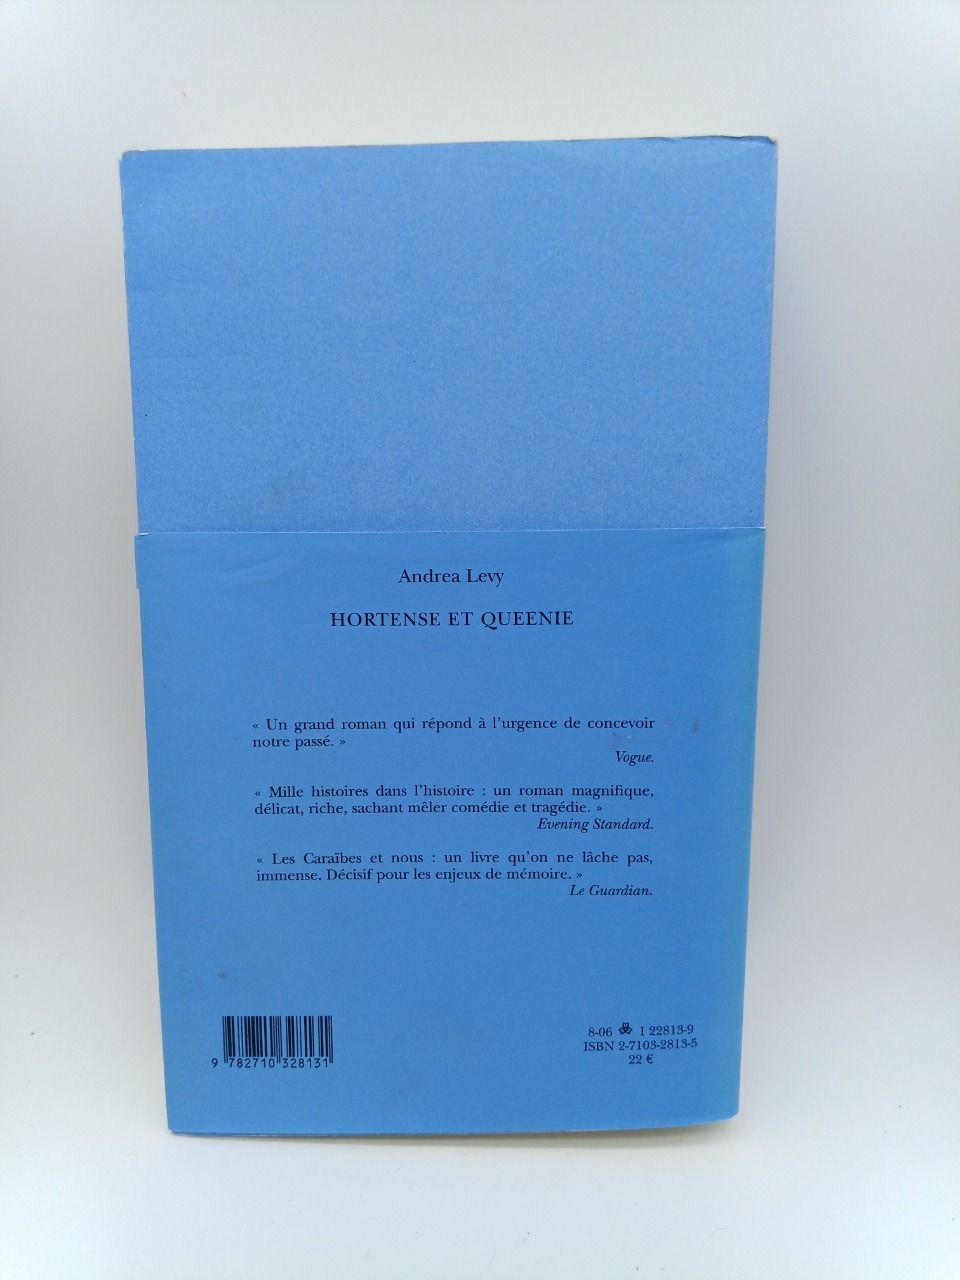 Andrea Levy
HORTENSE ET QUEENIE
« Un grand roman qui répond à l'urgence de concevoir
notre passé. »
Vogue.
« Mille histoires dans l'histoire : un roman magnifique,
délicat, riche, sachant mêler comédie et tragédie. »
Evening Standard.
« Les Caraïbes et nous : un livre qu'on ne lâche pas,
immense. Décisif pour les enjeux de mémoire. »
Le Guardian.
9 782710 328131
8-06 I 22813-9
ISBN 2-7103-2813-5
22 €